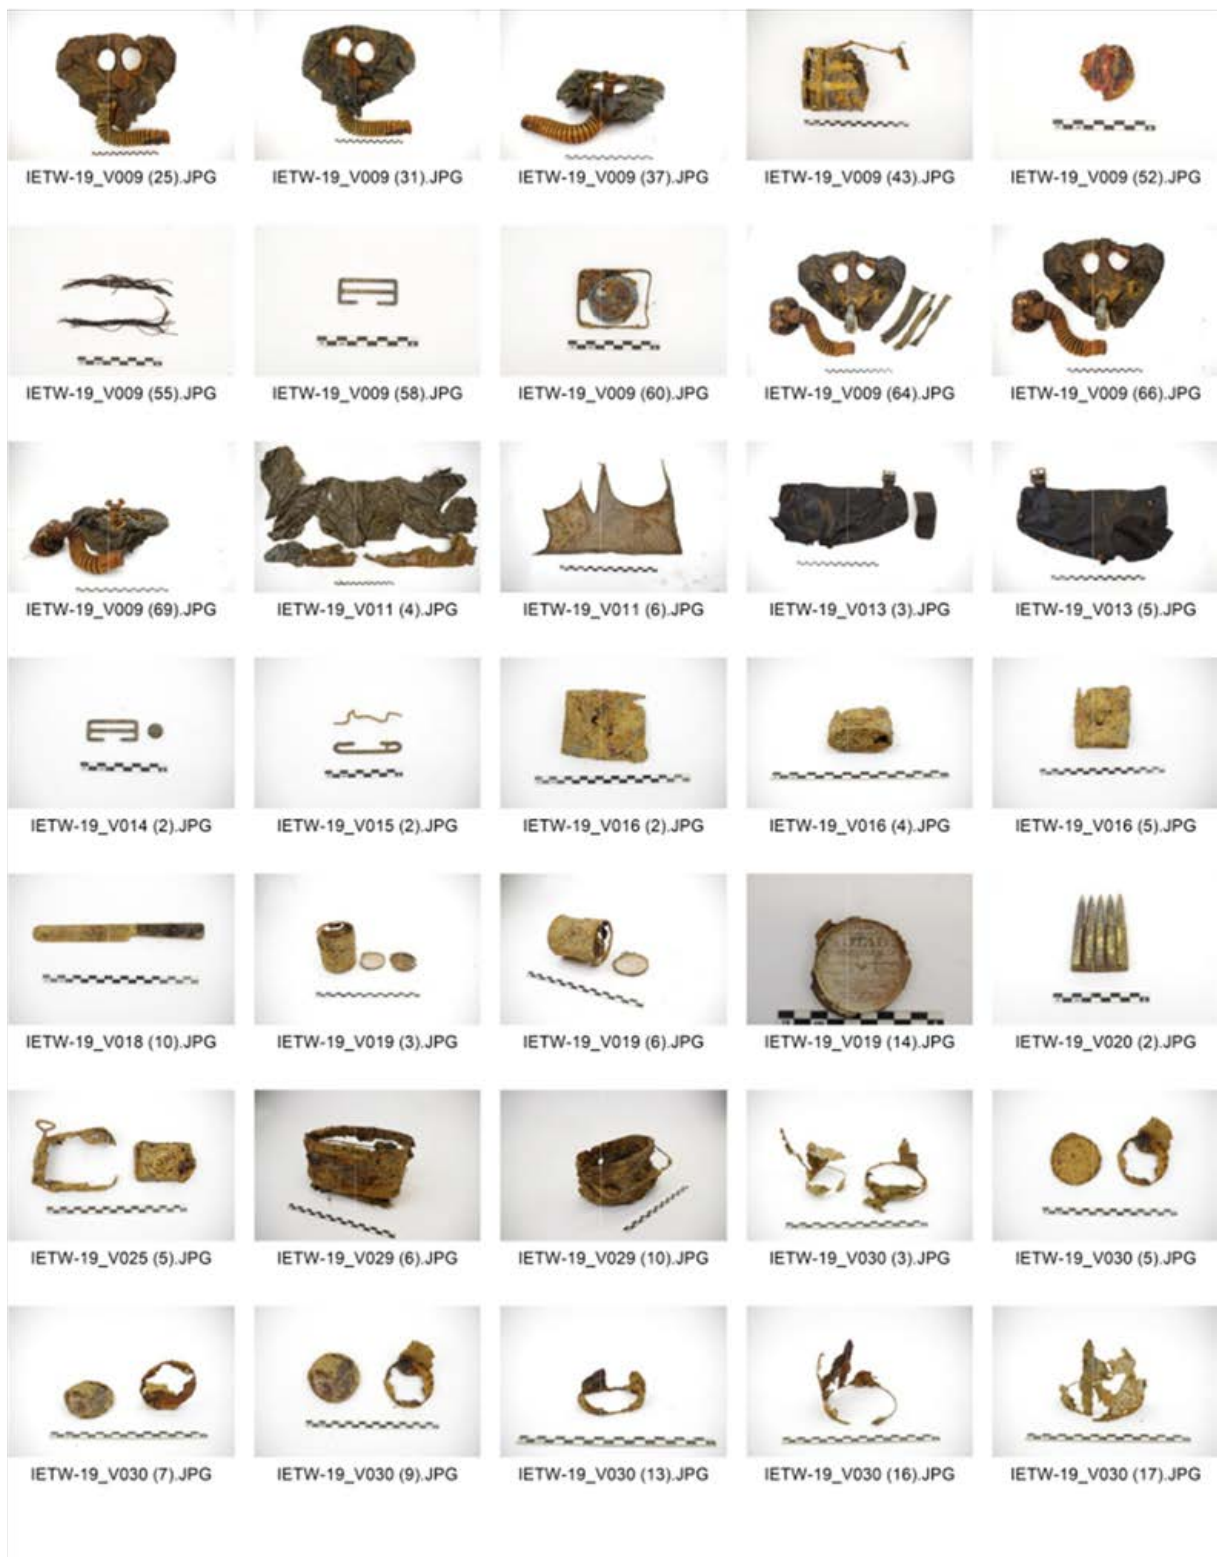 IETW-19_V009 (25).JPG IETW-19_V009 (31).JPG IETW-19_V009 (37).JPG IETW-19_V009 (43).JPG IETW-19_V009 (52).JPG
IETW-19_V009 (55).JPG IETW-19_V009 (58).JPG IETW-19_V009 (60).JPG IETW-19_V009 (64).JPG IETW-19_V009 (66).JPG
IETW-19_V009 (69).JPG IETW-19_V011 (4).JPG IETW-19_V011 (6).JPG IETW-19_V013 (3).JPG IETW-19_V013 (5).JPG
IETW-19_V014 (2).JPG IETW-19_V015 (2).JPG IETW-19_V016 (2).JPG IETW-19_V016 (4).JPG IETW-19_V016 (5).JPG
IETW-19_V018 (10).JPG IETW-19_V019 (3).JPG IETW-19_V019 (6).JPG IETW-19_V019 (14).JPG IETW-19_V020 (2).JPG
IETW-19_V025 (5).JPG IETW-19_V029 (6).JPG IETW-19_V029 (10).JPG IETW-19_V030 (3).JPG IETW-19_V030 (5).JPG
IETW-19_V030 (7).JPG IETW-19_V030 (9).JPG IETW-19_V030 (13).JPG IETW-19_V030 (16).JPG IETW-19_V030 (17).JPG